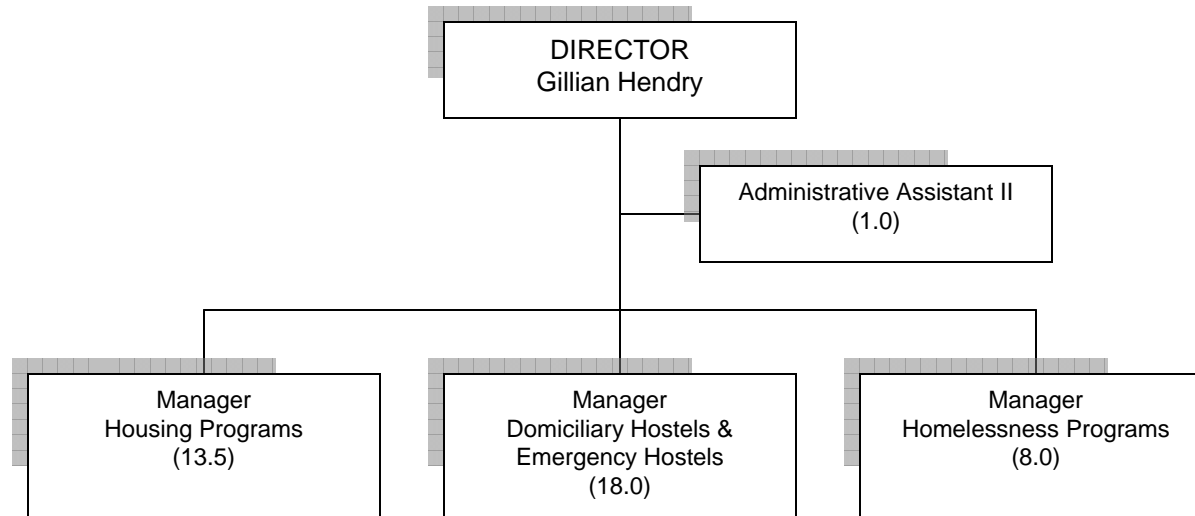 DIRECTOR
Gillian Hendry
Administrative Assistant II
(1.0)
Manager
Housing Programs
(13.5)
Manager
Domiciliary Hostels &
Emergency Hostels
(18.0)
Manager
Homelessness Programs
(8.0)